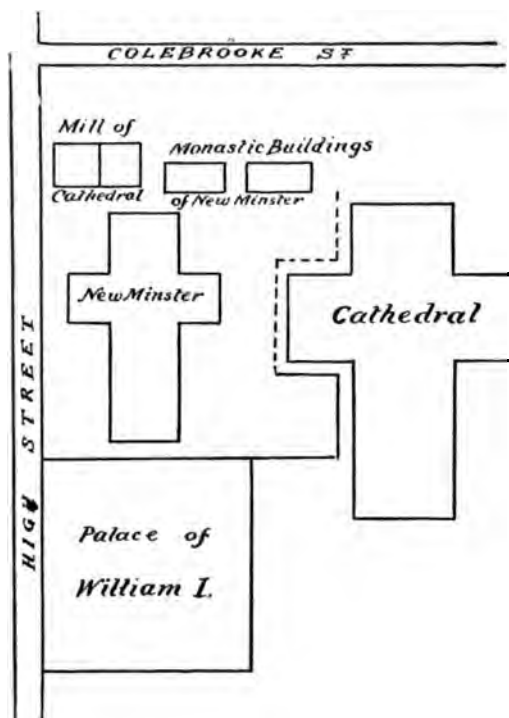 COLEBROOKE ST
Mill of
Cathedral
Monastic Buildings
of New Minster
New Minster
Cathedral
HIGH STREET
Palace of
William I.